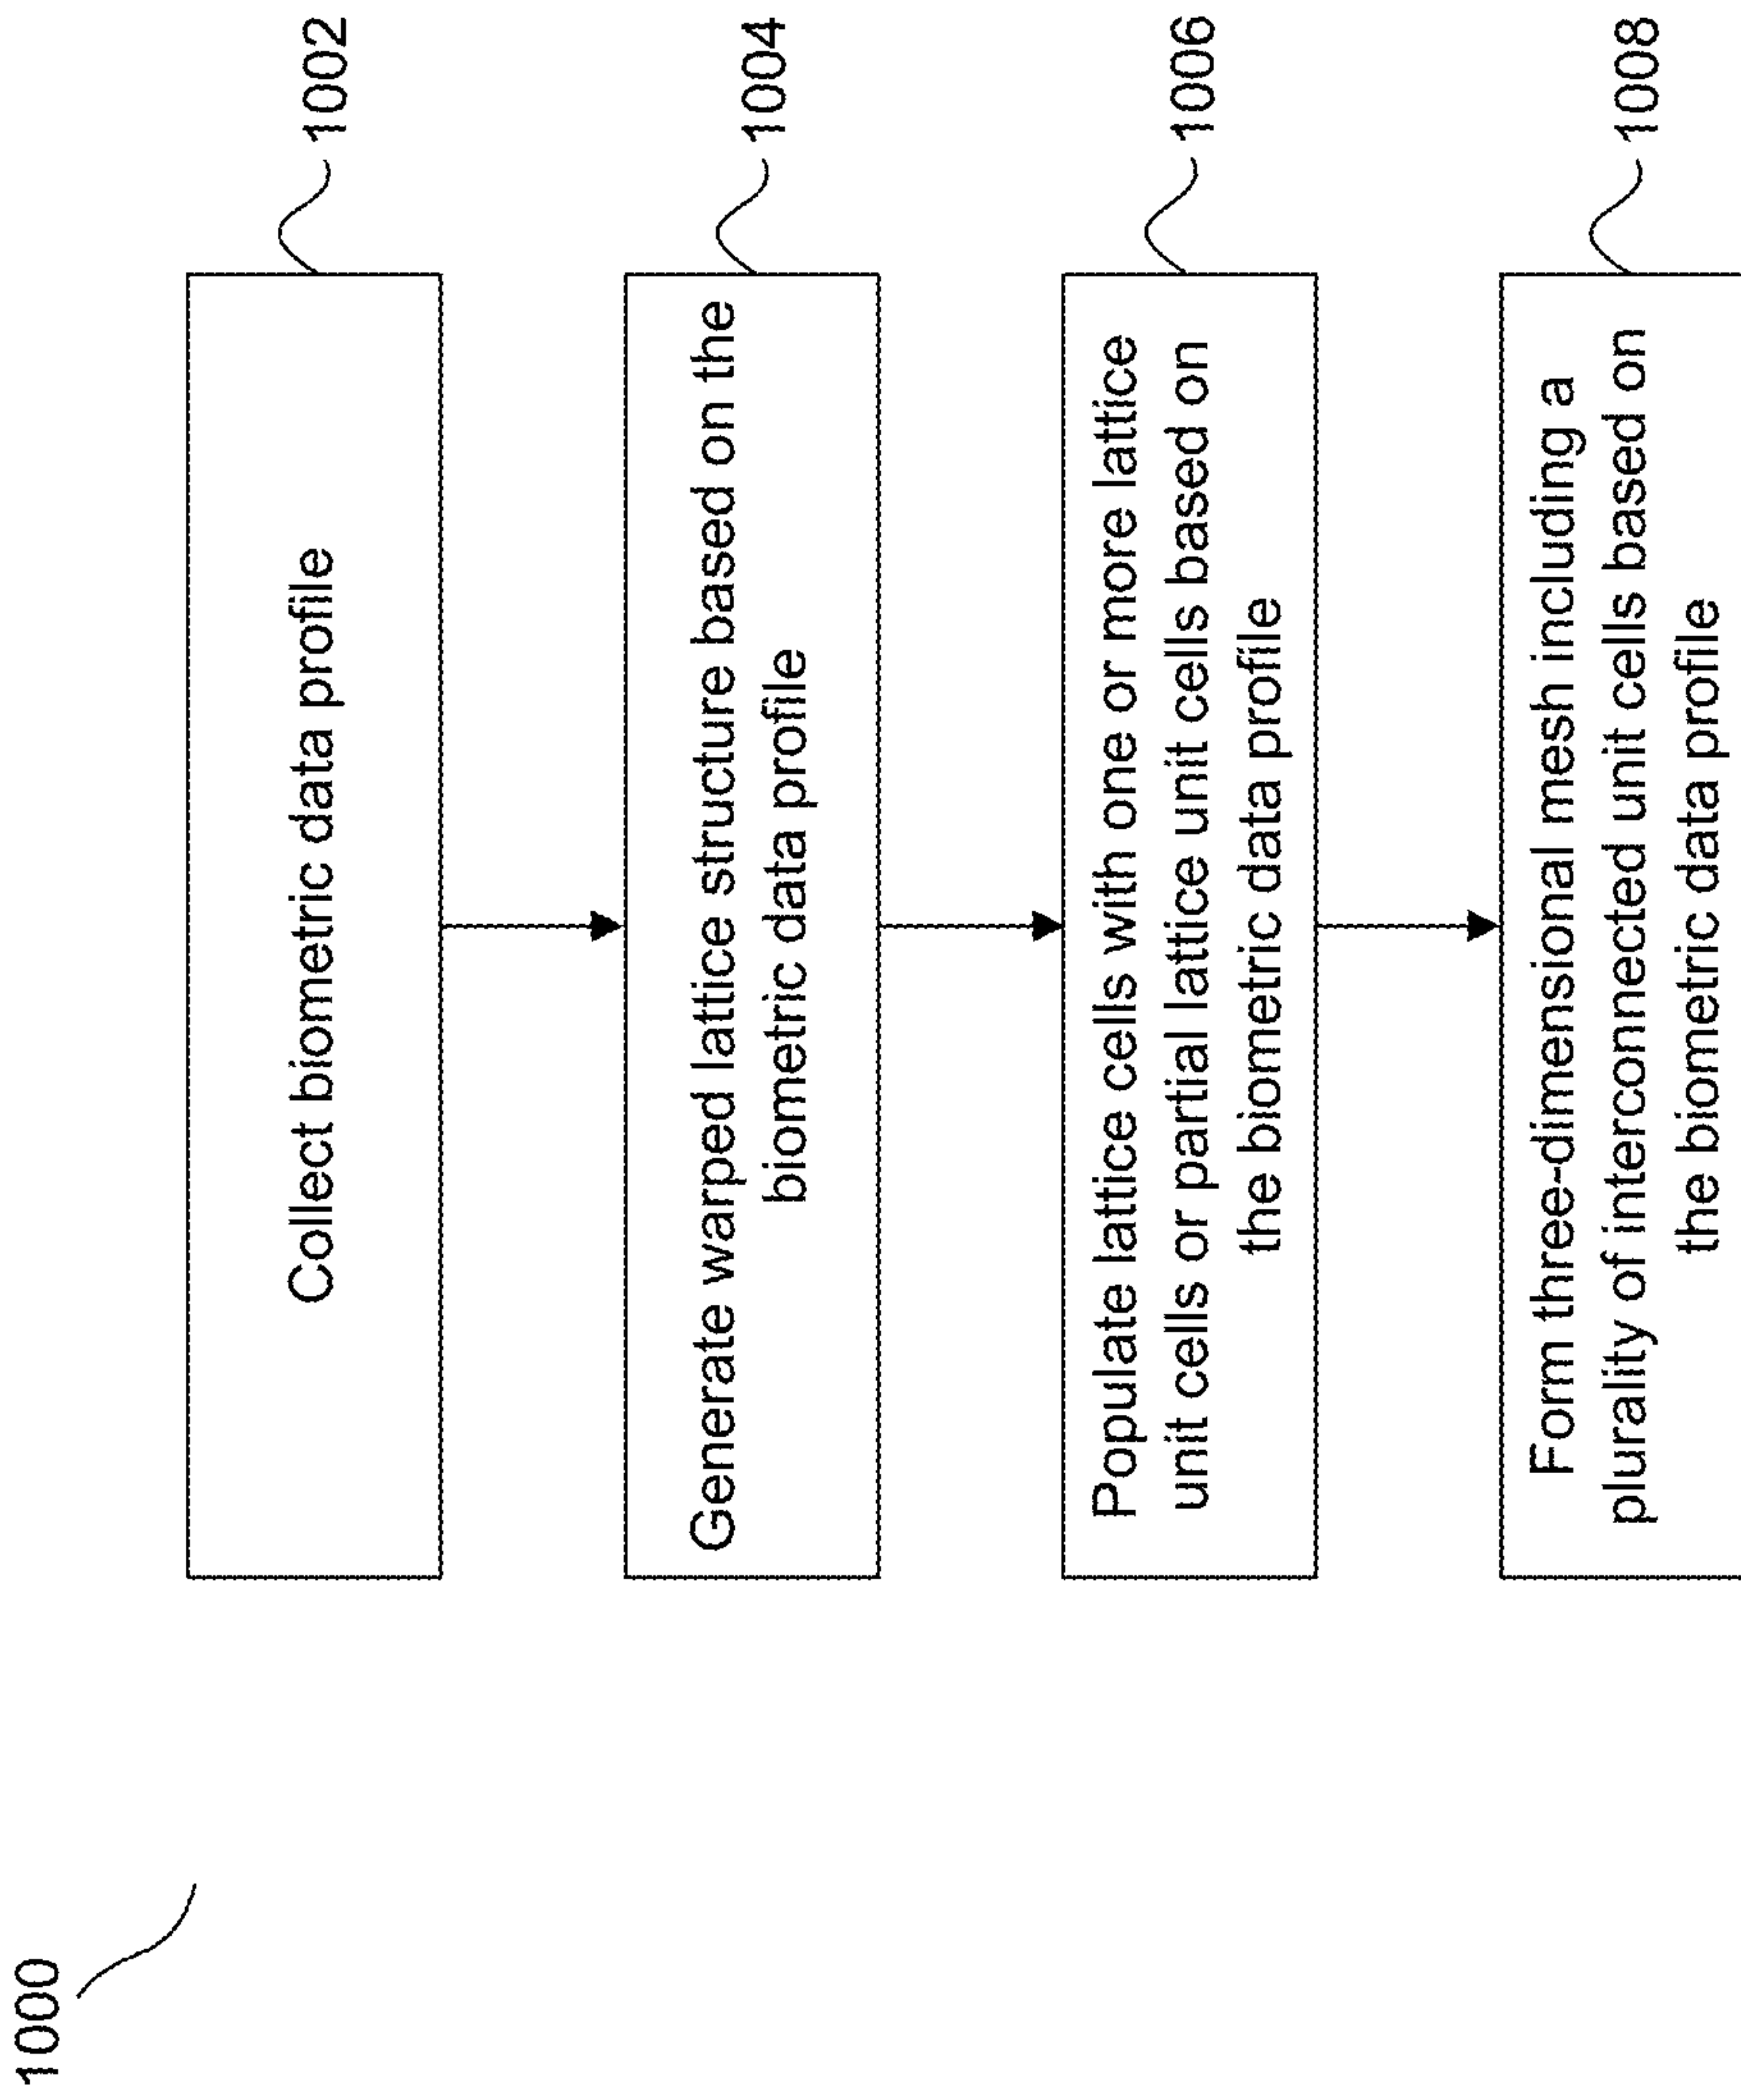 1000
Collect biometric data profile
1002
Generate warped lattice structure based on the
biometric data profile
1004
Populate lattice cells with one or more lattice
unit cells or partial lattice unit cells based on
the biometric data profile
1006
Form three-dimensional mesh including a
plurality of interconnected unit cells based on
the biometric data profile
1008